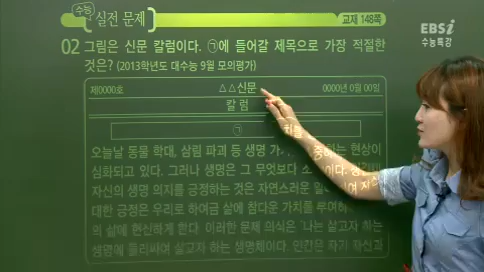 수능 실전 문제
교재 148쪽
EBSi
수능특강
02 그림은 신문 칼럼이다. ㉠에 들어갈 제목으로 가장 적절한
것은? (2013학년도 대수능 9월 모의평가)
제0000호 △△신문 0000년 0월 00일
칼럼
㉠
오늘날 동물 학대, 삼림 파괴 등 생명 현상이
심화되고 있다. 그러나 생명은 그 무엇보다
자신의 생명 의지를 긍정하는 것은 자연스러운
대한 긍정은 우리로 하여금 삶에 참다운 가치를
의 삶에 헌신하게 한다. 이러한 문제 의식은 '나는 살고자 하는
생명에 둘러싸여 살고자 하는 생명체이다. 인간은 자기 자신과